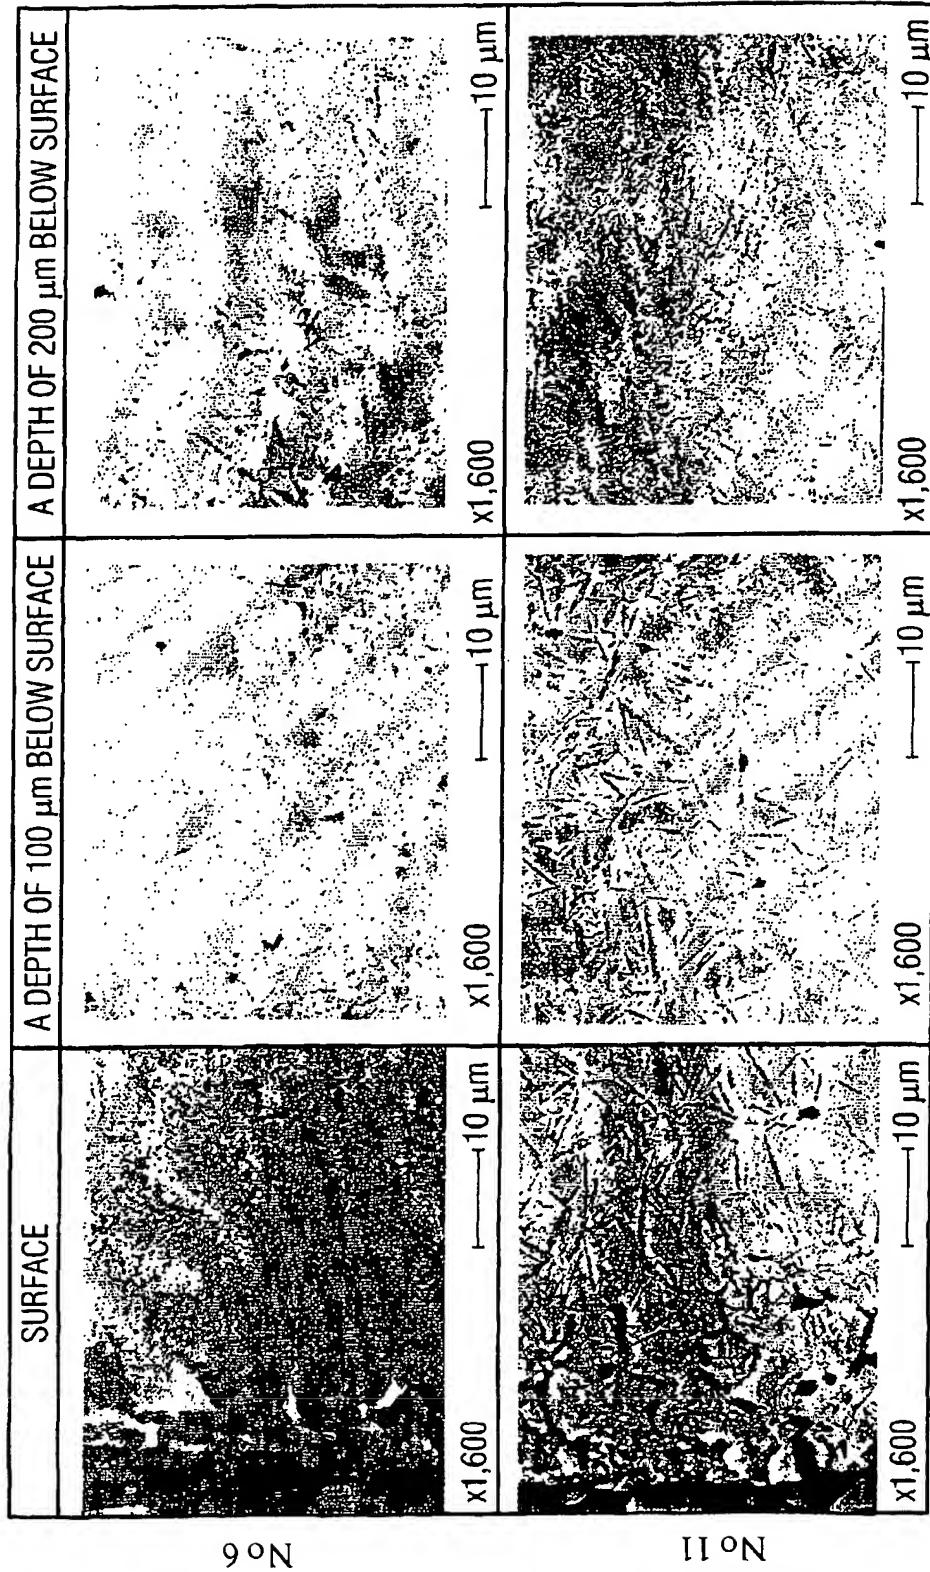 SURFACE
A DEPTH OF 100 μm BELOW SURFACE
A DEPTH OF 200 μm BELOW SURFACE
No 6
x1,600
10 μm
x1,600
10 μm
x1,600
10 μm
No 11
x1,600
10 μm
x1,600
10 μm
x1,600
10 μm